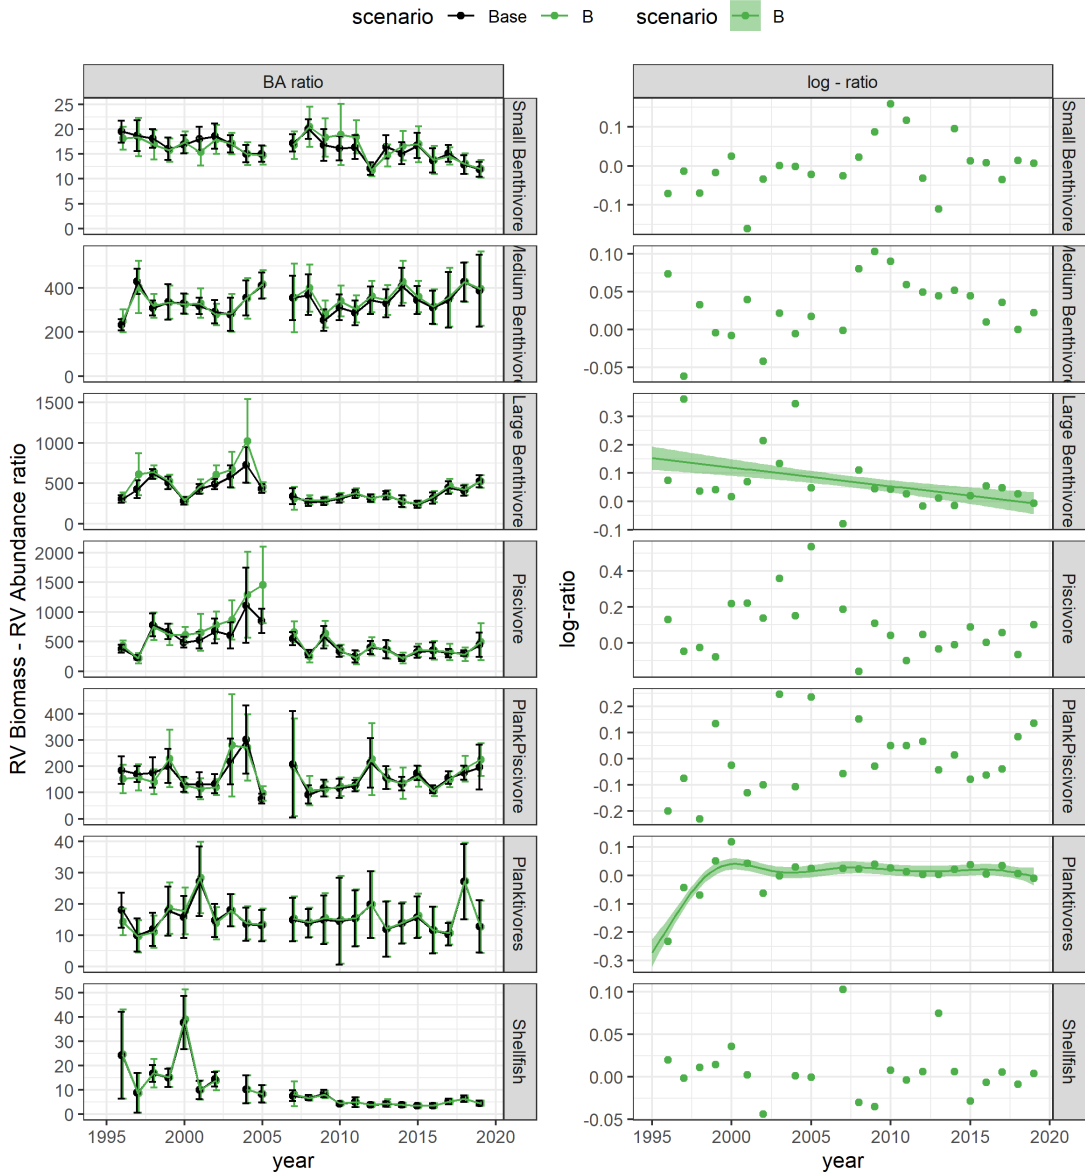 scenario Base B scenario B
BA ratio
log - ratio
RV Biomass - RV Abundance ratio
25
20
15
10
5
0
Small Benthivore
400
200
0
Medium Benthivore
1500
1000
500
0
Large Benthivore
2000
1500
1000
500
0
Piscivore
400
300
200
100
0
PlankPiscivore
40
30
20
10
0
Planktivores
50
40
30
20
10
0
Shellfish
1995 2000 2005 2010 2015 2020
year
log-ratio
0.1
0.0
-0.1
Small Benthivore
0.10
0.05
0.00
-0.05
Medium Benthivore
0.3
0.2
0.1
0.0
-0.1
Large Benthivore
0.4
0.2
0.0
Piscivore
0.2
0.1
0.0
-0.1
-0.2
PlankPiscivore
0.1
0.0
-0.1
-0.2
-0.3
Planktivores
0.10
0.05
0.00
-0.05
Shellfish
1995 2000 2005 2010 2015 2020
year